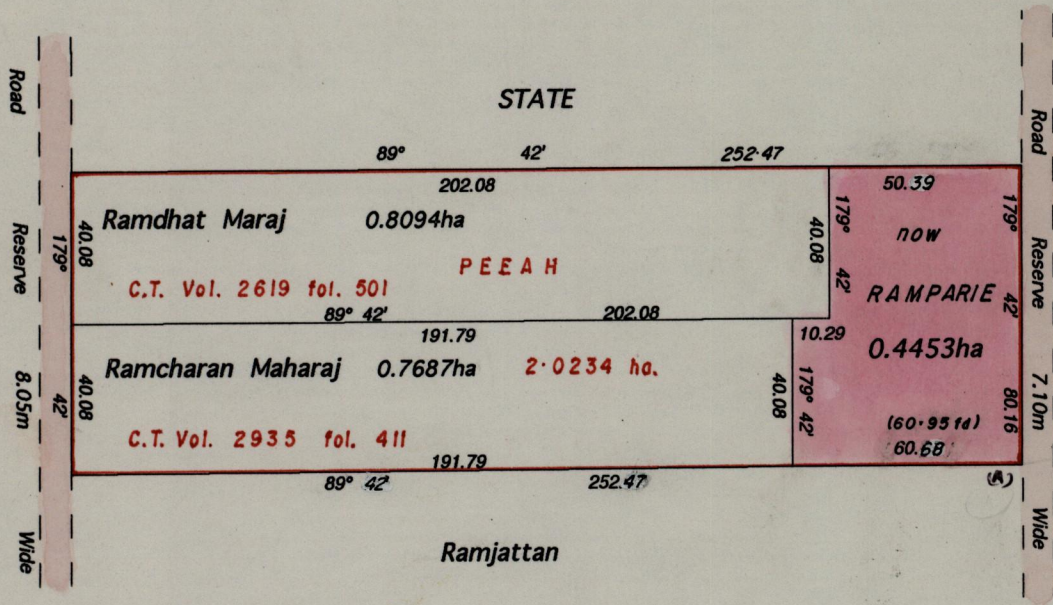 STATE
89° 42' 252·47
202.08
50.39
Road Reserve 8.05m Wide
179° 42'
40.08
Ramdhat Maraj 0.8094ha
PEEAH
C.T. Vol. 2619 fol. 501
40.08
179° 42'
now
RAMPARIE
0.4453ha
179° 42'
80.16
Road Reserve 7.10m Wide
89° 42' 202.08
191.79
10.29
40.08
Ramcharan Maharaj 0.7687ha
2·0234 ha.
C.T. Vol. 2935 fol. 411
40.08
179° 42'
(60·95 fd)
60.68
191.79
89° 42' 252.47
(A)
Ramjattan